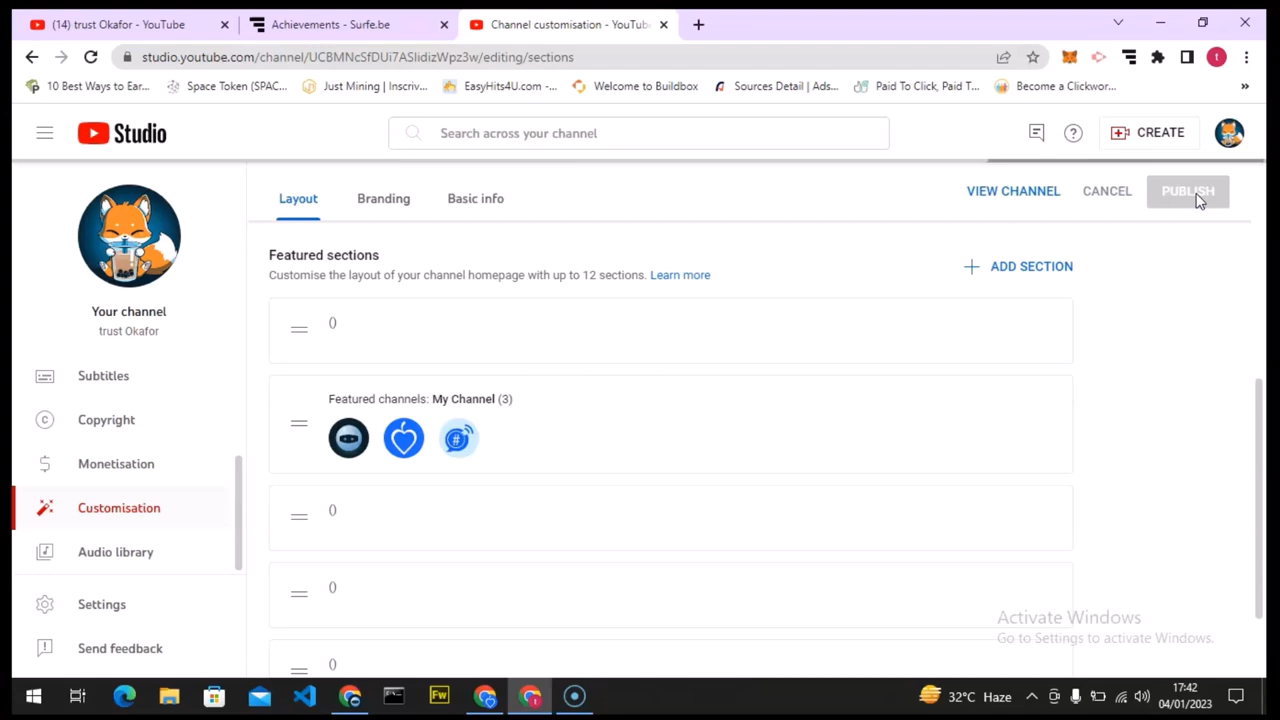 (14) trust Okafor - YouTube
Achievements - Surfe.be
Channel customisation - YouTub
studio.youtube.com/channel/UCBMNcSfDUi7ASlidizWpz3w/editing/sections
t
10 Best Ways to Ear...
Space Token (SPAC...
Just Mining | Inscriv...
EasyHits4U.com -...
Welcome to Buildbox
Sources Detail | Ads...
Paid To Click, Paid T...
Become a Clickwor...
»
Studio
Search across your channel
CREATE
Layout
Branding
Basic info
VIEW CHANNEL
CANCEL
PUBLISH
Featured sections
Customise the layout of your channel homepage with up to 12 sections. Learn more
ADD SECTION
()
Featured channels: My Channel (3)
#
()
()
()
Your channel
trust Okafor
Subtitles
Copyright
Monetisation
Customisation
Audio library
Settings
Send feedback
Activate Windows
Go to Settings to activate Windows.
Fw
t
32°C Haze
17:42
04/01/2023